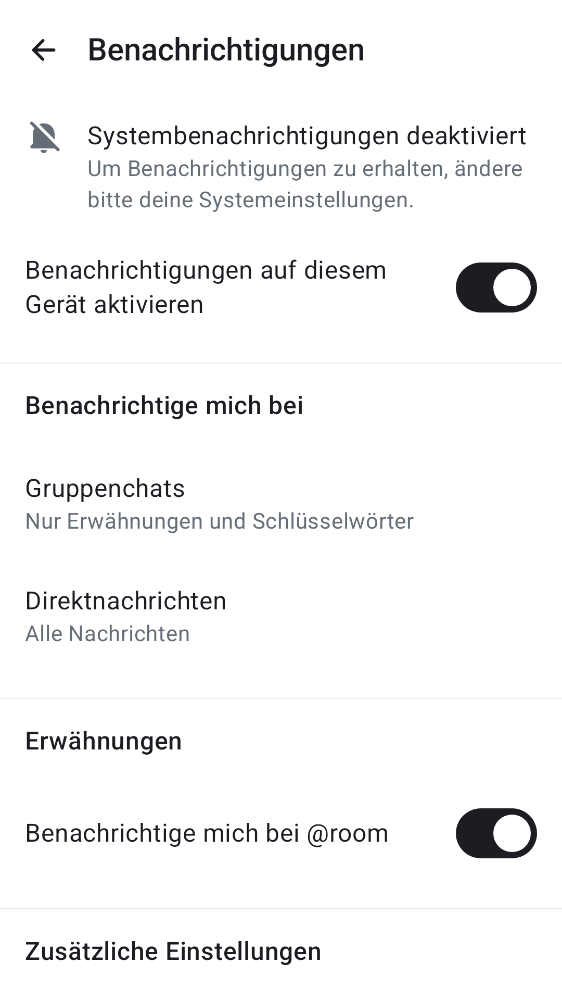 Benachrichtigungen
Systembenachrichtigungen deaktiviert
Um Benachrichtigungen zu erhalten, ändere
bitte deine Systemeinstellungen.
Benachrichtigungen auf diesem
Gerät aktivieren
Benachrichtige mich bei
Gruppenchats
Nur Erwähnungen und Schlüsselwörter
Direktnachrichten
Alle Nachrichten
Erwähnungen
Benachrichtige mich bei @room
Zusätzliche Einstellungen